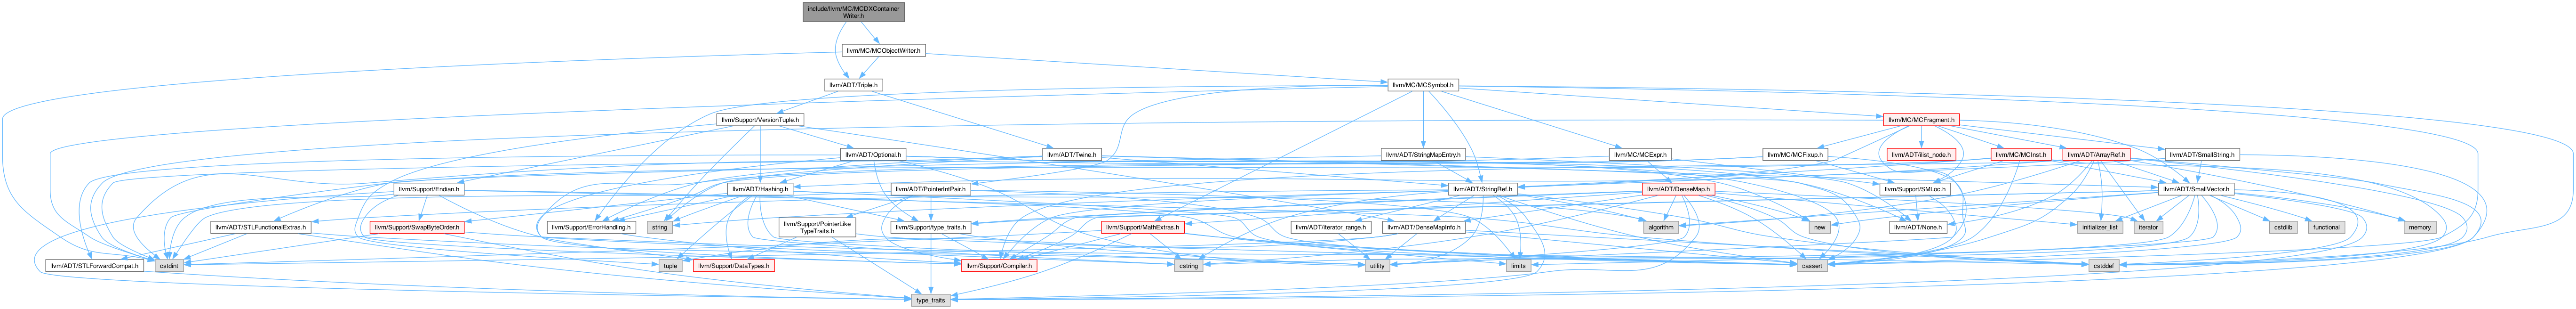 include/llvm/MC/MCDXContainer
Writer.h
llvm/MC/MCObjectWriter.h
llvm/ADT/Triple.h
llvm/MC/MCSymbol.h
llvm/Support/VersionTuple.h
llvm/MC/MCFragment.h
llvm/ADT/Optional.h
llvm/ADT/Twine.h
llvm/ADT/StringMapEntry.h
llvm/MC/MCExpr.h
llvm/MC/MCFixup.h
llvm/ADT/ilist_node.h
llvm/MC/MCInst.h
llvm/ADT/ArrayRef.h
llvm/ADT/SmallString.h
llvm/Support/Endian.h
llvm/ADT/Hashing.h
llvm/ADT/PointerIntPair.h
llvm/ADT/StringRef.h
llvm/ADT/DenseMap.h
llvm/Support/SMLoc.h
llvm/ADT/SmallVector.h
llvm/ADT/STLFunctionalExtras.h
llvm/Support/SwapByteOrder.h
llvm/Support/ErrorHandling.h
string
llvm/Support/PointerLike
TypeTraits.h
llvm/Support/type_traits.h
llvm/Support/MathExtras.h
llvm/ADT/iterator_range.h
llvm/ADT/DenseMapInfo.h
algorithm
new
llvm/ADT/None.h
initializer_list
iterator
cstdlib
functional
memory
llvm/ADT/STLForwardCompat.h
cstdint
tuple
llvm/Support/DataTypes.h
llvm/Support/Compiler.h
cstring
utility
limits
cassert
cstddef
type_traits